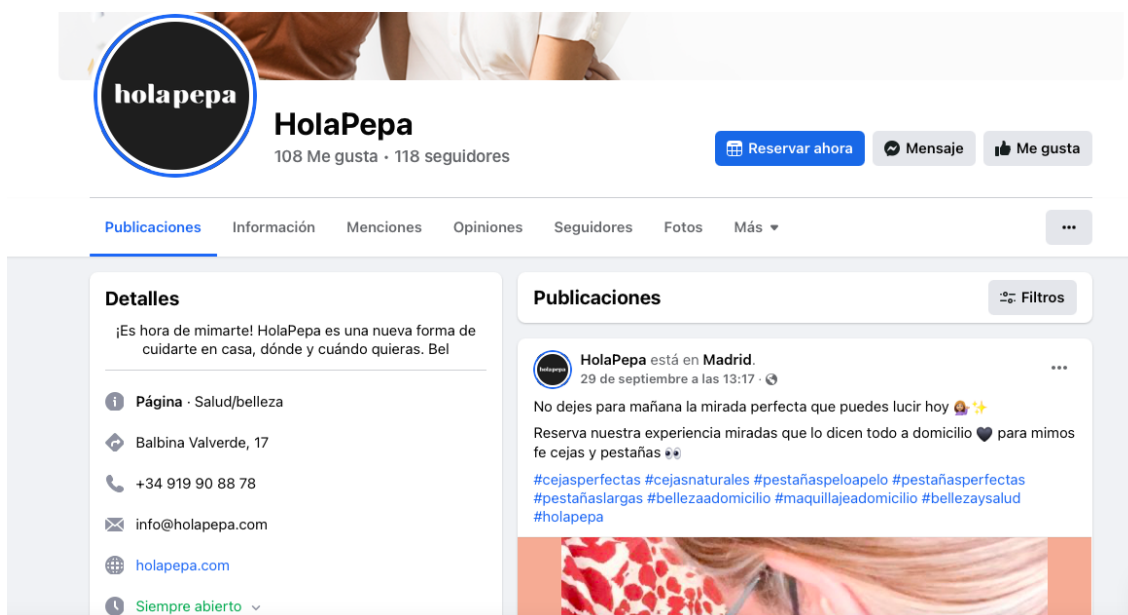 holapepa
HolaPepa
108 Me gusta · 118 seguidores
Reservar ahora
Mensaje
Me gusta
Publicaciones
Información
Menciones
Opiniones
Seguidores
Fotos
Más
Detalles
¡Es hora de mimarte! HolaPepa es una nueva forma de
cuidarte en casa, dónde y cuándo quieras. Bel
Página · Salud/belleza
Balbina Valverde, 17
+34 919 90 88 78
info@holapepa.com
holapepa.com
Siempre abierto
Publicaciones
Filtros
holapepa
HolaPepa está en Madrid.
29 de septiembre a las 13:17 ·
No dejes para mañana la mirada perfecta que puedes lucir hoy 💁🏽‍♀️✨
Reserva nuestra experiencia miradas que lo dicen todo a domicilio 🖤 para mimos
fe cejas y pestañas 👀
#cejasperfectas #cejasnaturales #pestañaspeloapelo #pestañasperfectas
#pestañaslargas #bellezaadomicilio #maquillajeadomicilio #bellezaysalud
#holapepa